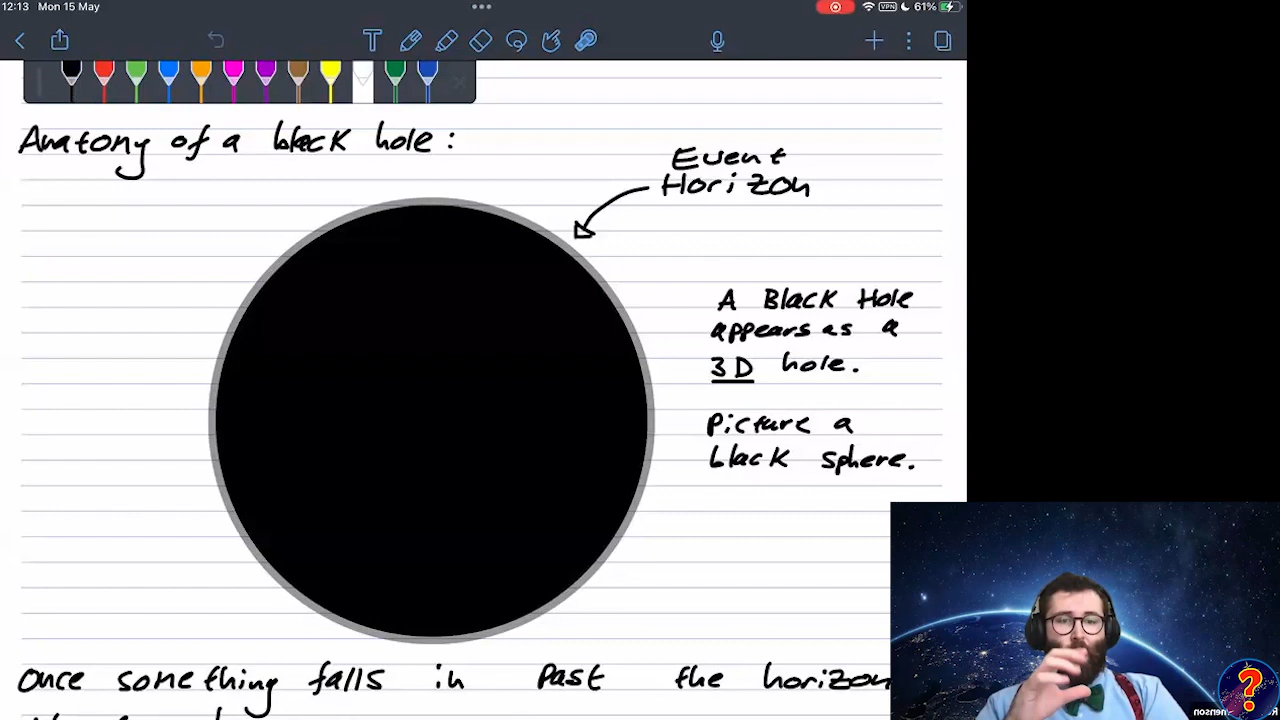 12:13 Mon 15 May
VPN 61%
Anatomy of a black hole:
Event
Horizon
A Black Hole
appears as a
3D hole.
Picture a
black sphere.
Once something falls in past the horizon
?